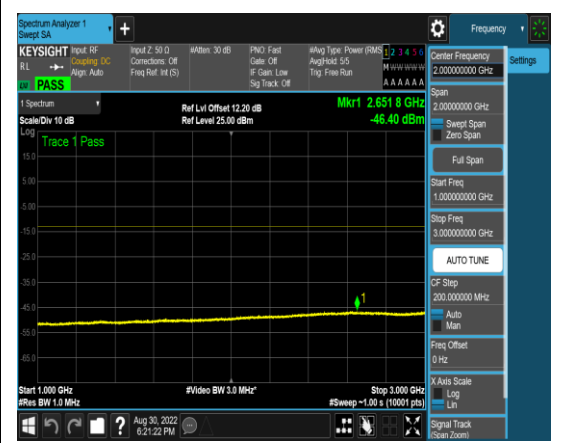 Spectrum Analyzer 1
Swept SA
+
Frequency
KEYSIGHT
RL
PASS
Input: RF
Coupling: DC
Align: Auto
Input Z: 50 Ω
Corrections: Off
Freq Ref: Int (S)
#Atten: 30 dB
PNO: Fast
Gate: Off
IF Gain: Low
Sig Track: Off
#Avg Type: Power (RMS
Avg|Hold: 5/5
Trig: Free Run
1 2 3 4 5 6
M W W W W W
A A A A A A
1 Spectrum
Scale/Div 10 dB
Log
Ref Lvl Offset 12.20 dB
Ref Level 25.00 dBm
Mkr1 2.651 8 GHz
-46.40 dBm
Trace 1 Pass
15.0
5.00
-5.00
-15.0
-25.0
-35.0
-45.0
-55.0
-65.0
1
Start 1.000 GHz
#Res BW 1.0 MHz
#Video BW 3.0 MHz*
Stop 3.000 GHz
#Sweep ~1.00 s (10001 pts)
?
Aug 30, 2022
6:21:22 PM
Center Frequency
2.000000000 GHz
Settings
Span
2.00000000 GHz
Swept Span
Zero Span
Full Span
Start Freq
1.000000000 GHz
Stop Freq
3.000000000 GHz
AUTO TUNE
CF Step
200.000000 MHz
Auto
Man
Freq Offset
0 Hz
X Axis Scale
Log
Lin
Signal Track
(Span Zoom)